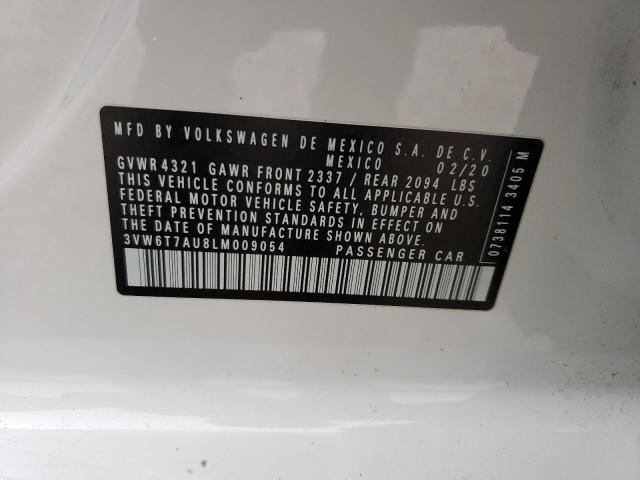 MFD BY VOLKSWAGEN DE MEXICO S.A. DE C.V.
MEXICO 02/20
GVWR 4321 GAWR FRONT 2337 / REAR 2094 LBS
THIS VEHICLE CONFORMS TO ALL APPLICABLE U.S.
FEDERAL MOTOR VEHICLE SAFETY, BUMPER AND
THEFT PREVENTION STANDARDS IN EFFECT ON
THE DATE OF MANUFACTURE SHOWN ABOVE.
3VW6T7AU8LM009054 PASSENGER CAR
0738114 3405 M